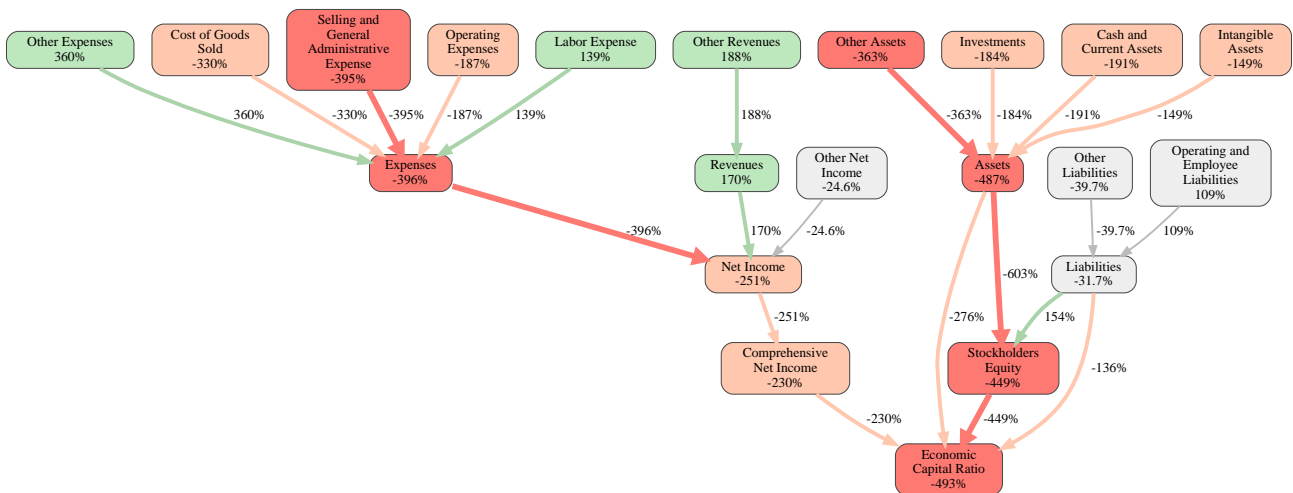 Other Expenses
360%
Cost of Goods
Sold
-330%
Selling and
General
Administrative
Expense
-395%
Operating
Expenses
-187%
Labor Expense
139%
Other Revenues
188%
Other Assets
-363%
Investments
-184%
Cash and
Current Assets
-191%
Intangible
Assets
-149%
360%
-330%
-395%
-187%
139%
188%
-363%
-184%
-191%
-149%
Expenses
-396%
Revenues
170%
Other Net
Income
-24.6%
Assets
-487%
Other
Liabilities
-39.7%
Operating and
Employee
Liabilities
109%
-396%
170%
-24.6%
-603%
-39.7%
109%
Net Income
-251%
Liabilities
-31.7%
-251%
-276%
154%
-136%
Comprehensive
Net Income
-230%
Stockholders
Equity
-449%
-230%
-449%
Economic
Capital Ratio
-493%